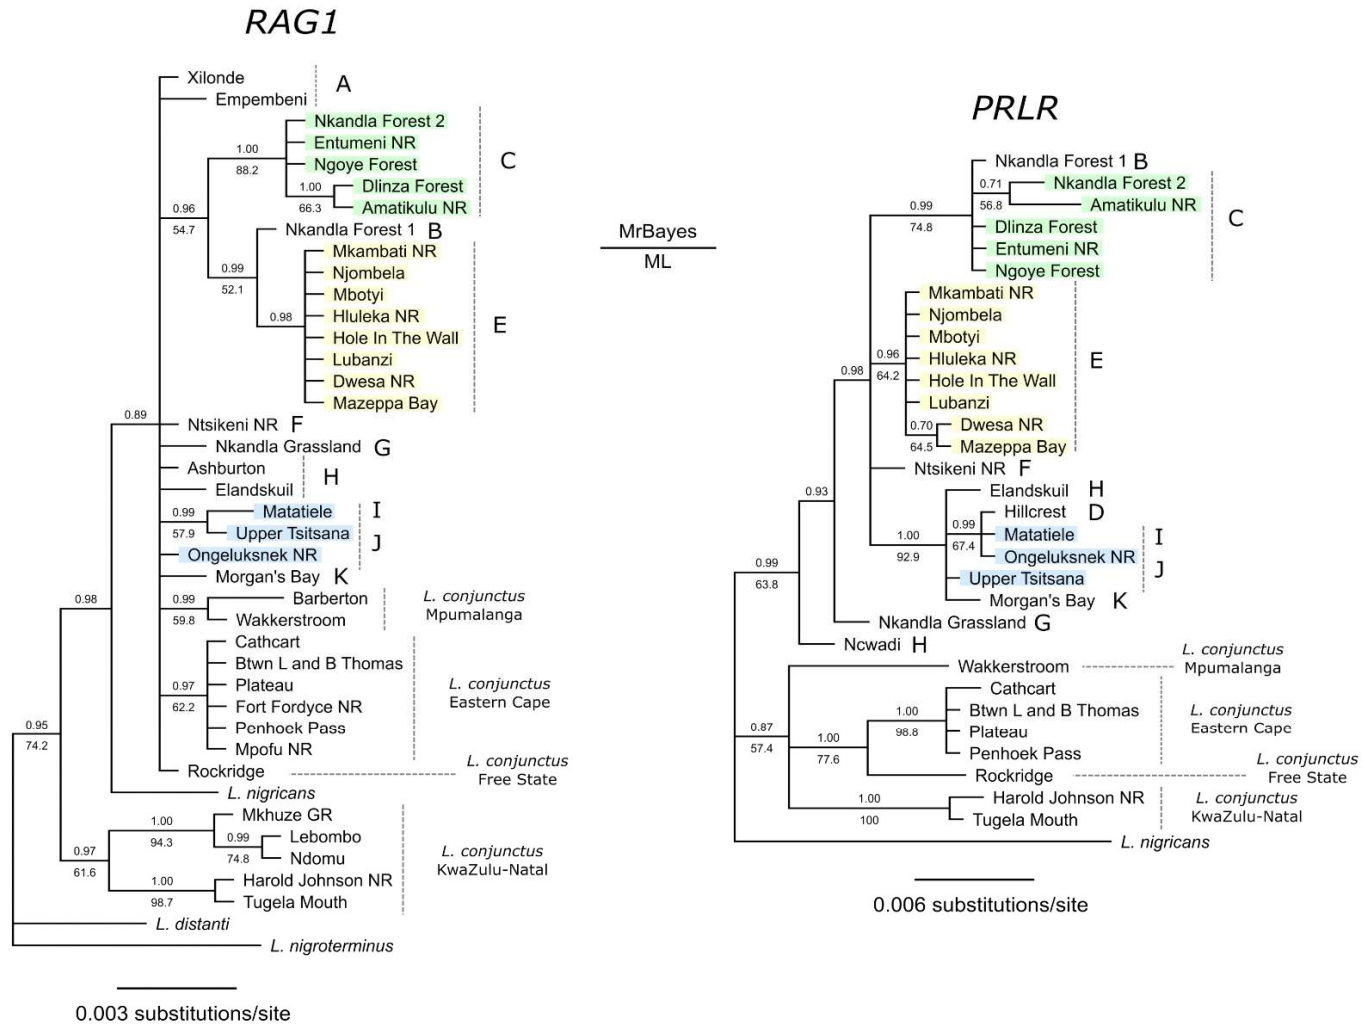 RAG1
Xilonde
Empembeni
A
Nkandla Forest 2
Entumeni NR
Ngoye Forest
Dlinza Forest
Amatikulu NR
C
1.00
88.2
1.00
66.3
0.96
54.7
Nkandla Forest 1 B
0.99
52.1
Mkambati NR
Njombela
Mbotyi
Hluleka NR
Hole In The Wall
Lubanzi
Dwesa NR
Mazeppa Bay
0.98
E
0.89
Ntsikeni NR F
Nkandla Grassland G
Ashburton
Elandskuil
H
0.99
57.9
Matatiele
I
Upper Tsitsana
J
Ongeluksnek NR
Morgan's Bay K
0.98
0.99
59.8
Barberton
Wakkerstroom
L. conjunctus
Mpumalanga
0.97
62.2
Cathcart
Btwn L and B Thomas
Plateau
Fort Fordyce NR
Penhoek Pass
Mpofu NR
L. conjunctus
Eastern Cape
Rockridge
L. conjunctus
Free State
L. nigricans
0.95
74.2
0.97
61.6
1.00
94.3
Mkhuze GR
0.99
74.8
Lebombo
Ndomu
1.00
98.7
Harold Johnson NR
Tugela Mouth
L. conjunctus
KwaZulu-Natal
L. distanti
L. nigroterminus
0.003 substitutions/site
MrBayes
ML
PRLR
Nkandla Forest 1 B
0.71
56.8
Nkandla Forest 2
Amatikulu NR
0.99
74.8
Dlinza Forest
Entumeni NR
Ngoye Forest
C
Mkambati NR
Njombela
Mbotyi
Hluleka NR
Hole In The Wall
Lubanzi
0.96
64.2
0.98
0.70
64.5
Dwesa NR
Mazeppa Bay
E
Ntsikeni NR F
Elandskuil H
Hillcrest D
0.99
67.4
Matatiele
I
Ongeluksnek NR
J
1.00
92.9
Upper Tsitsana
Morgan's Bay K
0.93
Nkandla Grassland G
Ncwadi H
0.99
63.8
Wakkerstroom
L. conjunctus
Mpumalanga
0.87
57.4
1.00
77.6
1.00
98.8
Cathcart
Btwn L and B Thomas
Plateau
Penhoek Pass
L. conjunctus
Eastern Cape
Rockridge
L. conjunctus
Free State
1.00
100
Harold Johnson NR
Tugela Mouth
L. conjunctus
KwaZulu-Natal
L. nigricans
0.006 substitutions/site